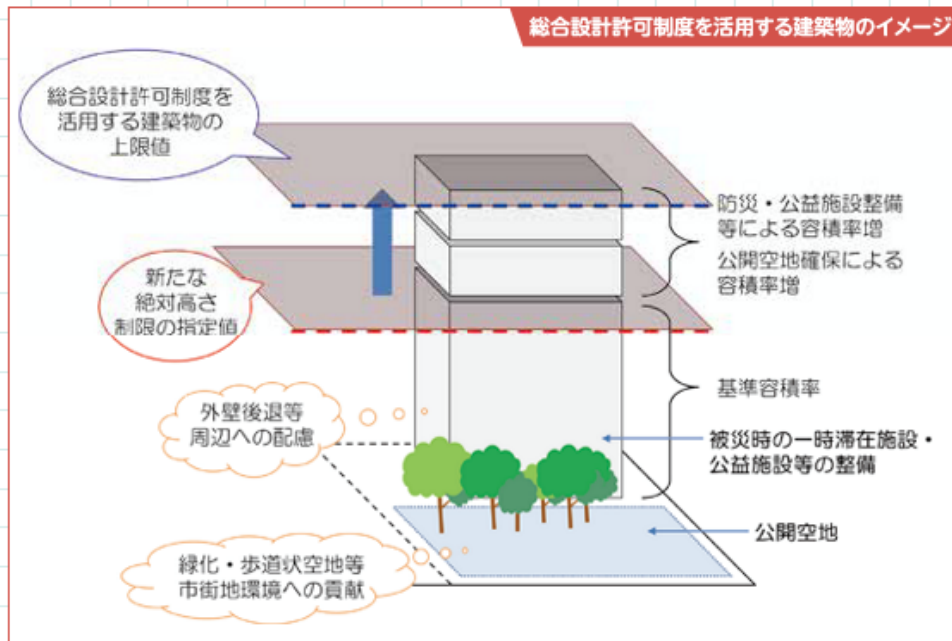 総合設計許可制度を活用する建築物のイメージ
総合設計許可制度を
活用する建築物の
上限値
防災・公益施設整備
等による容積率増
公開空地確保による
容積率増
新たな
絶対高さ
制限の指定値
基準容積率
外壁後退等
周辺への配慮
被災時の一時滞在施設・
公益施設等の整備
公開空地
緑化・歩道状空地等
市街地環境への貢献